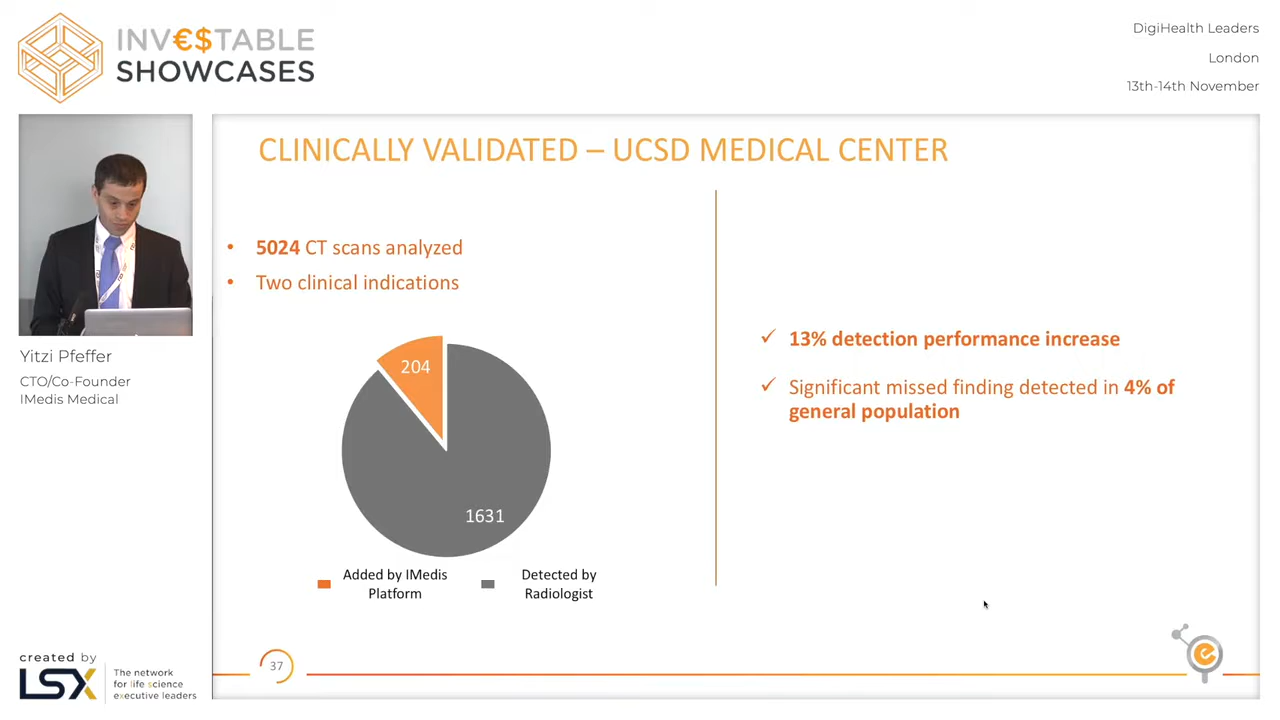 INV€$TABLE
SHOWCASES
DigiHealth Leaders
London
13th-14th November
Yitzi Pfeffer
CTO/Co-Founder
IMedis Medical
CLINICALLY VALIDATED – UCSD MEDICAL CENTER
• 5024 CT scans analyzed
• Two clinical indications
204
1631
Added by IMedis
Platform
Detected by
Radiologist
✓ 13% detection performance increase
✓ Significant missed finding detected in 4% of
general population
37
e
created by
LSX
The network
for life science
executive leaders